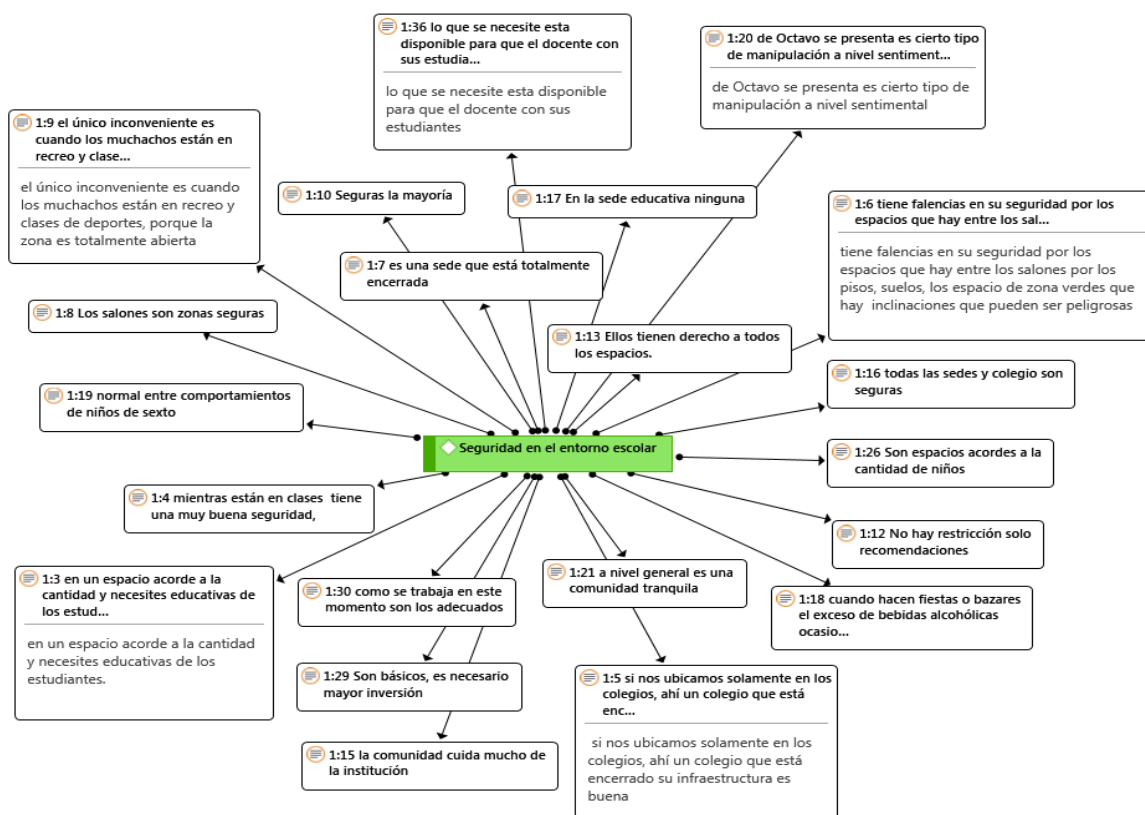 1:36 lo que se necesite esta
disponible para que el docente con
sus estudia...
lo que se necesite esta disponible
para que el docente con sus
estudiantes
1:20 de Octavo se presenta es cierto tipo
de manipulación a nivel sentiment...
de Octavo se presenta es cierto tipo de
manipulación a nivel sentimental
1:9 el único inconveniente es
cuando los muchachos están en
recreo y clase...
el único inconveniente es cuando
los muchachos están en recreo y
clases de deportes, porque la
zona es totalmente abierta
1:10 Seguras la mayoría
1:17 En la sede educativa ninguna
1:6 tiene falencias en su seguridad por los
espacios que hay entre los sal...
tiene falencias en su seguridad por los
espacios que hay entre los salones por los
pisos, suelos, los espacio de zona verdes que
hay inclinaciones que pueden ser peligrosas
1:7 es una sede que está totalmente
encerrada
1:8 Los salones son zonas seguras
1:13 Ellos tienen derecho a todos
los espacios.
1:16 todas las sedes y colegio son
seguras
1:19 normal entre comportamientos
de niños de sexto
Seguridad en el entorno escolar
1:26 Son espacios acordes a la
cantidad de niños
1:4 mientras están en clases tiene
una muy buena seguridad,
1:12 No hay restricción solo
recomendaciones
1:3 en un espacio acorde a la
cantidad y necesites educativas de
los estud...
en un espacio acorde a la cantidad
y necesites educativas de los
estudiantes.
1:30 como se trabaja en este
momento son los adecuados
1:21 a nivel general es una
comunidad tranquila
1:18 cuando hacen fiestas o bazares
el exceso de bebidas alcohólicas
ocasio...
1:29 Son básicos, es necesario
mayor inversión
1:5 si nos ubicamos solamente en los
colegios, ahí un colegio que está
enc...
si nos ubicamos solamente en los
colegios, ahí un colegio que está
encerrado su infraestructura es
buena
1:15 la comunidad cuida mucho de
la institución